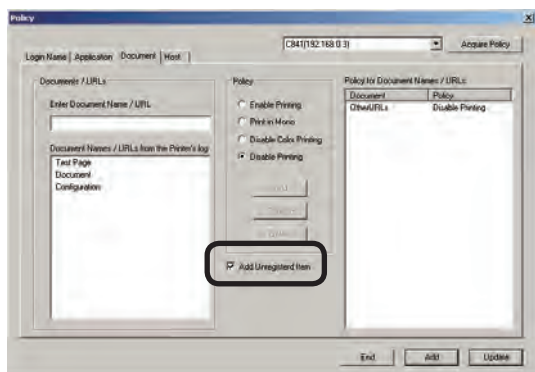 Policy
C841(192.168.0.3)
Acquire Policy
Login Name
Application
Document
Host
Documents / URLs
Enter Document Name / URL
Document Names / URLs from the Printer's log
Test Page
Document
Configuration
Policy
Enable Printing
Print in Mono
Disable Color Printing
Disable Printing
Add Unregisterd Item
Policy for Document Names / URLs
Document Policy
OtherURLs Disable Printing
End
Add
Update